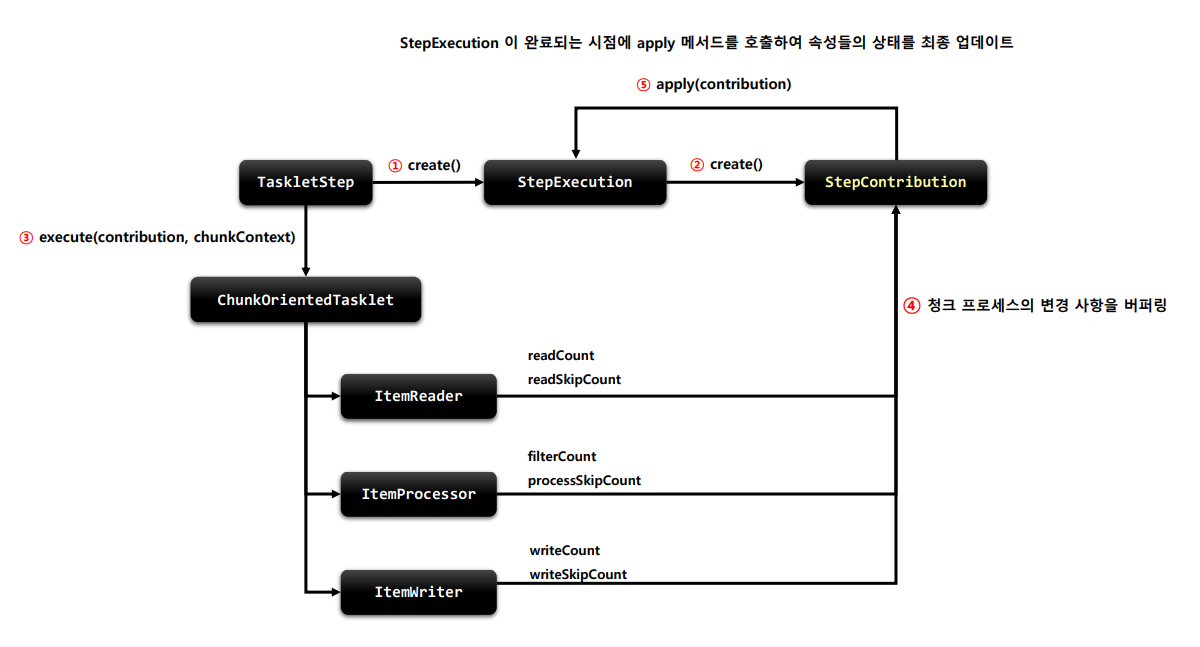 StepExecution 이 완료되는 시점에 apply 메서드를 호출하여 속성들의 상태를 최종 업데이트
⑤ apply(contribution)
① create()
② create()
TaskletStep
StepExecution
StepContribution
③ execute(contribution, chunkContext)
ChunkOrientedTasklet
④ 청크 프로세스의 변경 사항을 버퍼링
readCount
readSkipCount
ItemReader
filterCount
processSkipCount
ItemProcessor
writeCount
writeSkipCount
ItemWriter